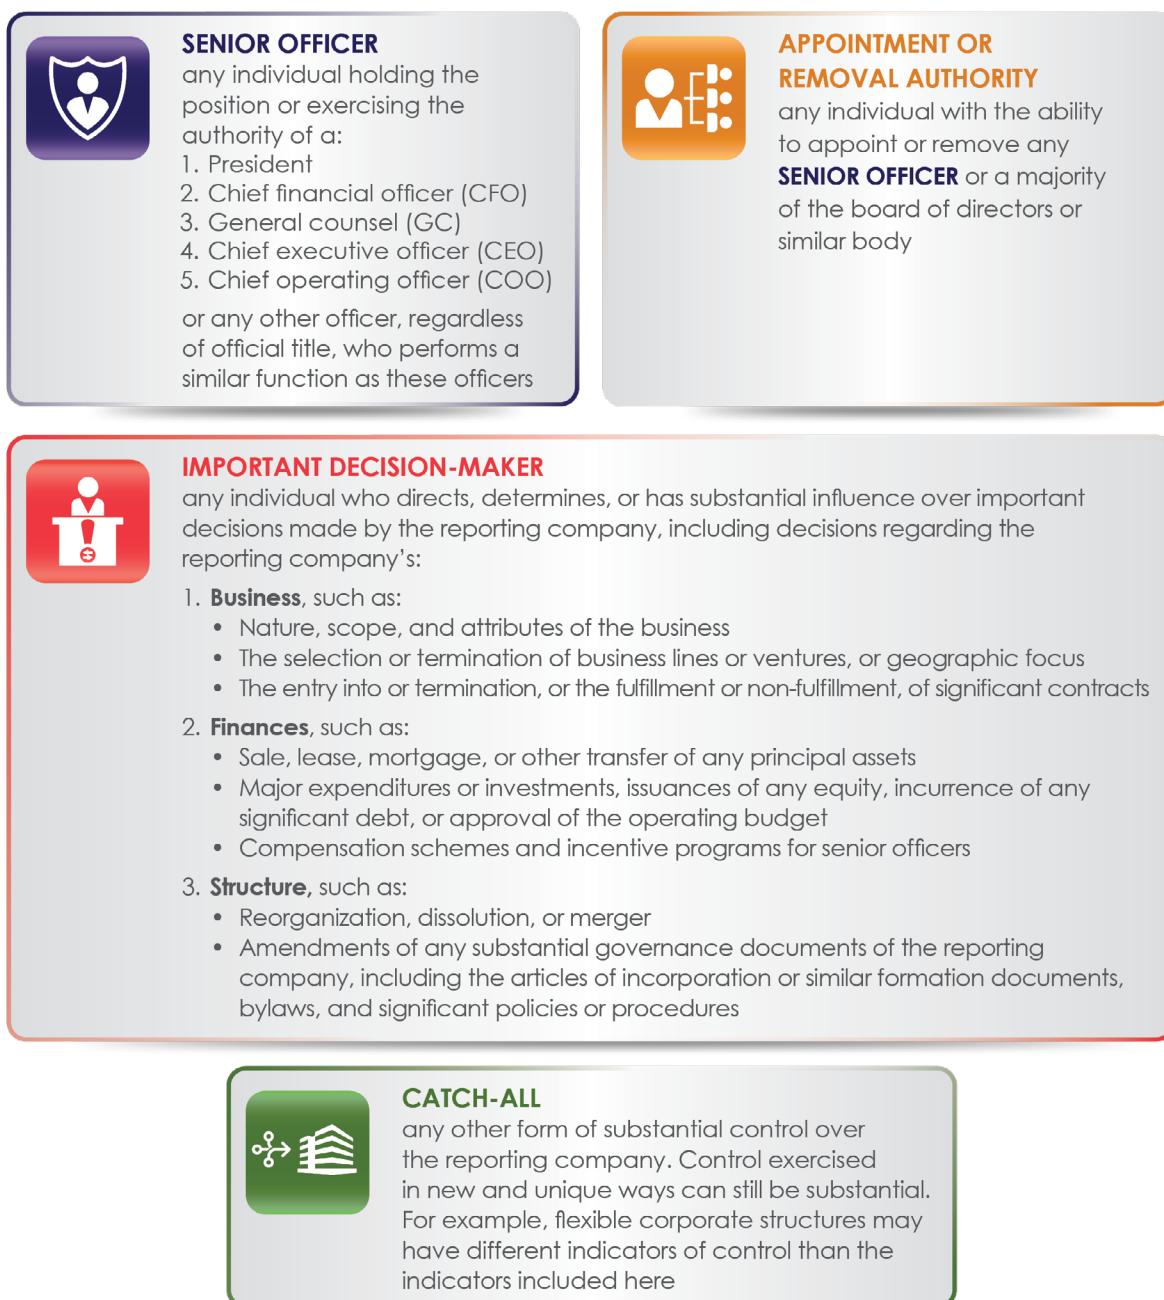 SENIOR OFFICER
any individual holding the
position or exercising the
authority of a:
1. President
2. Chief financial officer (CFO)
3. General counsel (GC)
4. Chief executive officer (CEO)
5. Chief operating officer (COO)
or any other officer, regardless
of official title, who performs a
similar function as these officers
APPOINTMENT OR
REMOVAL AUTHORITY
any individual with the ability
to appoint or remove any
SENIOR OFFICER or a majority
of the board of directors or
similar body
IMPORTANT DECISION-MAKER
any individual who directs, determines, or has substantial influence over important
decisions made by the reporting company, including decisions regarding the
reporting company’s:
1. Business, such as:
• Nature, scope, and attributes of the business
• The selection or termination of business lines or ventures, or geographic focus
• The entry into or termination, or the fulfillment or non-fulfillment, of significant contracts
2. Finances, such as:
• Sale, lease, mortgage, or other transfer of any principal assets
• Major expenditures or investments, issuances of any equity, incurrence of any
significant debt, or approval of the operating budget
• Compensation schemes and incentive programs for senior officers
3. Structure, such as:
• Reorganization, dissolution, or merger
• Amendments of any substantial governance documents of the reporting
company, including the articles of incorporation or similar formation documents,
bylaws, and significant policies or procedures
CATCH-ALL
any other form of substantial control over
the reporting company. Control exercised
in new and unique ways can still be substantial.
For example, flexible corporate structures may
have different indicators of control than the
indicators included here